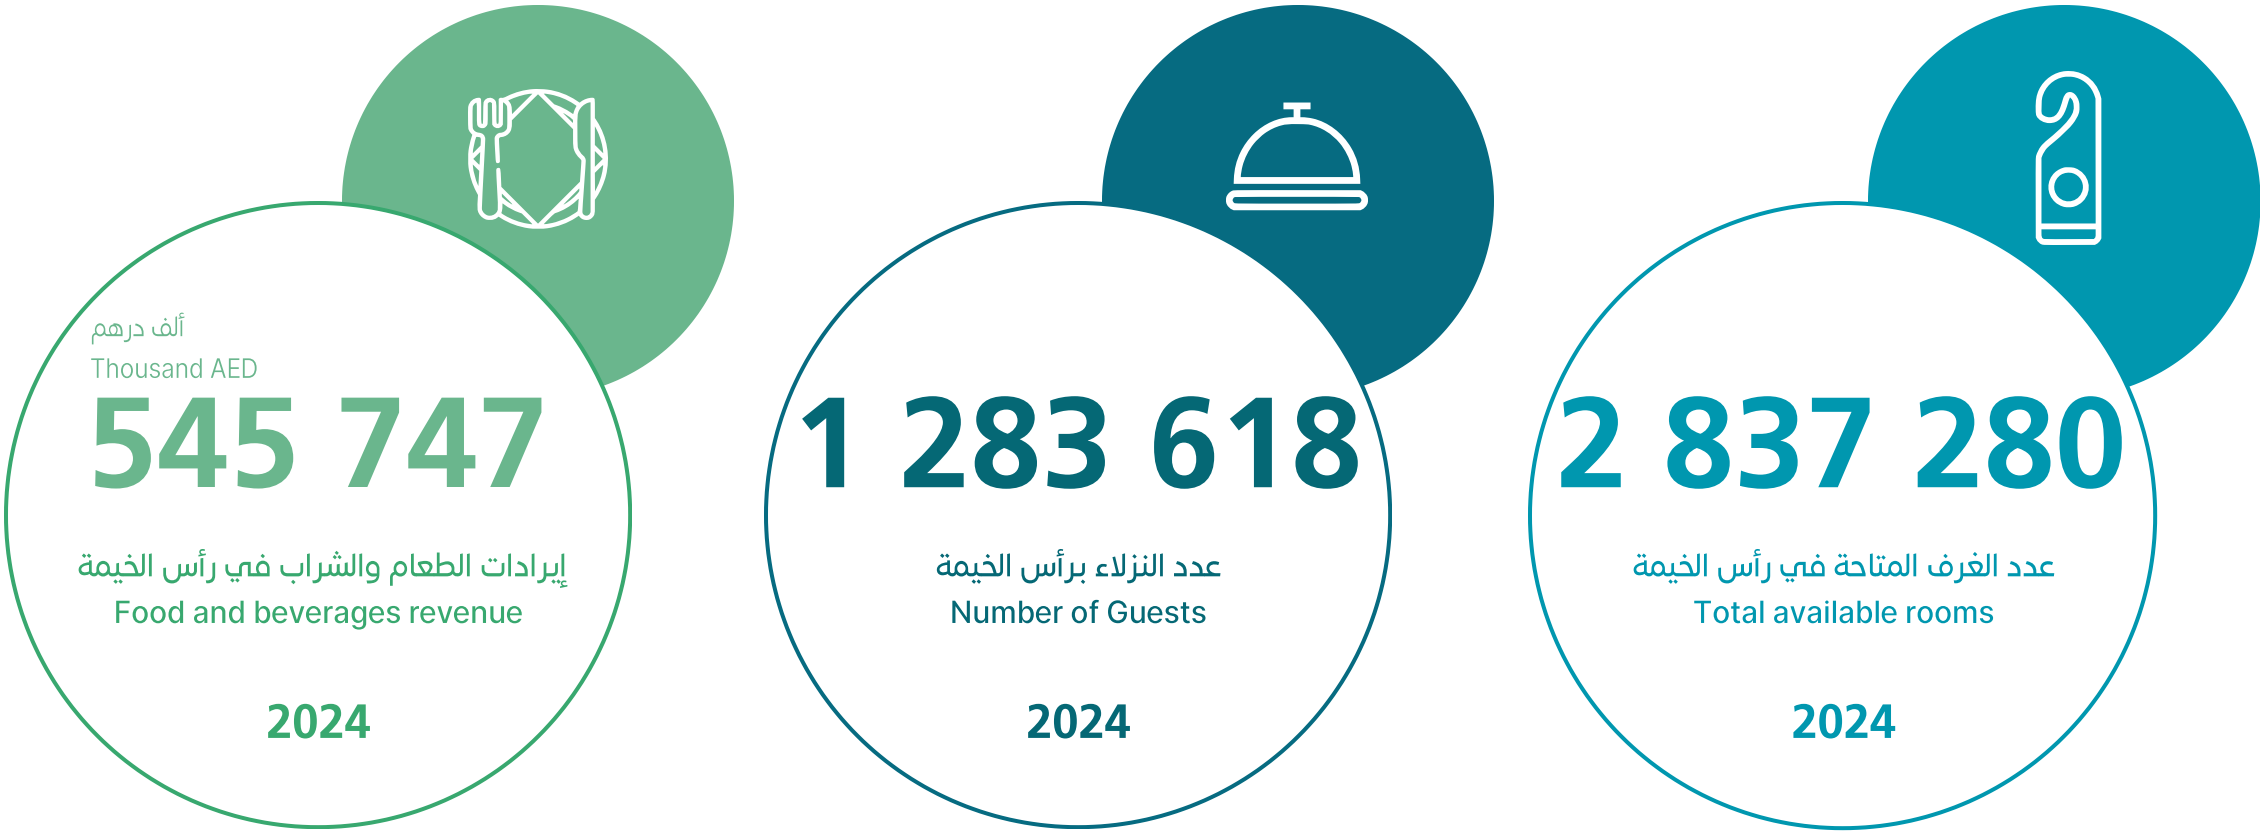 ألف درهم
Thousand AED
545 747
إيرادات الطعام والشراب في رأس الخيمة
Food and beverages revenue
2024
1 283 618
عدد النزلاء برأس الخيمة
Number of Guests
2024
2 837 280
عدد الغرف المتاحة في رأس الخيمة
Total available rooms
2024